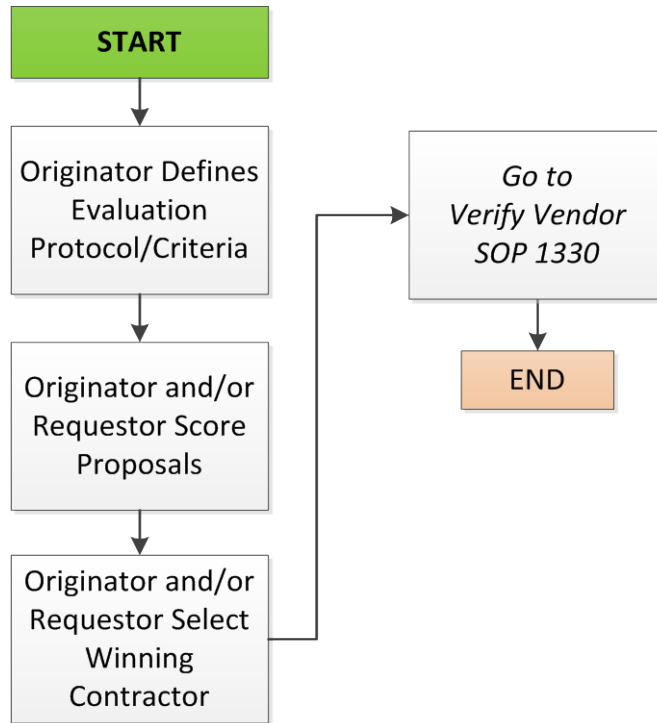 START
Originator Defines
Evaluation
Protocol/Criteria
Originator and/or
Requestor Score
Proposals
Originator and/or
Requestor Select
Winning
Contractor
Go to
Verify Vendor
SOP 1330
END